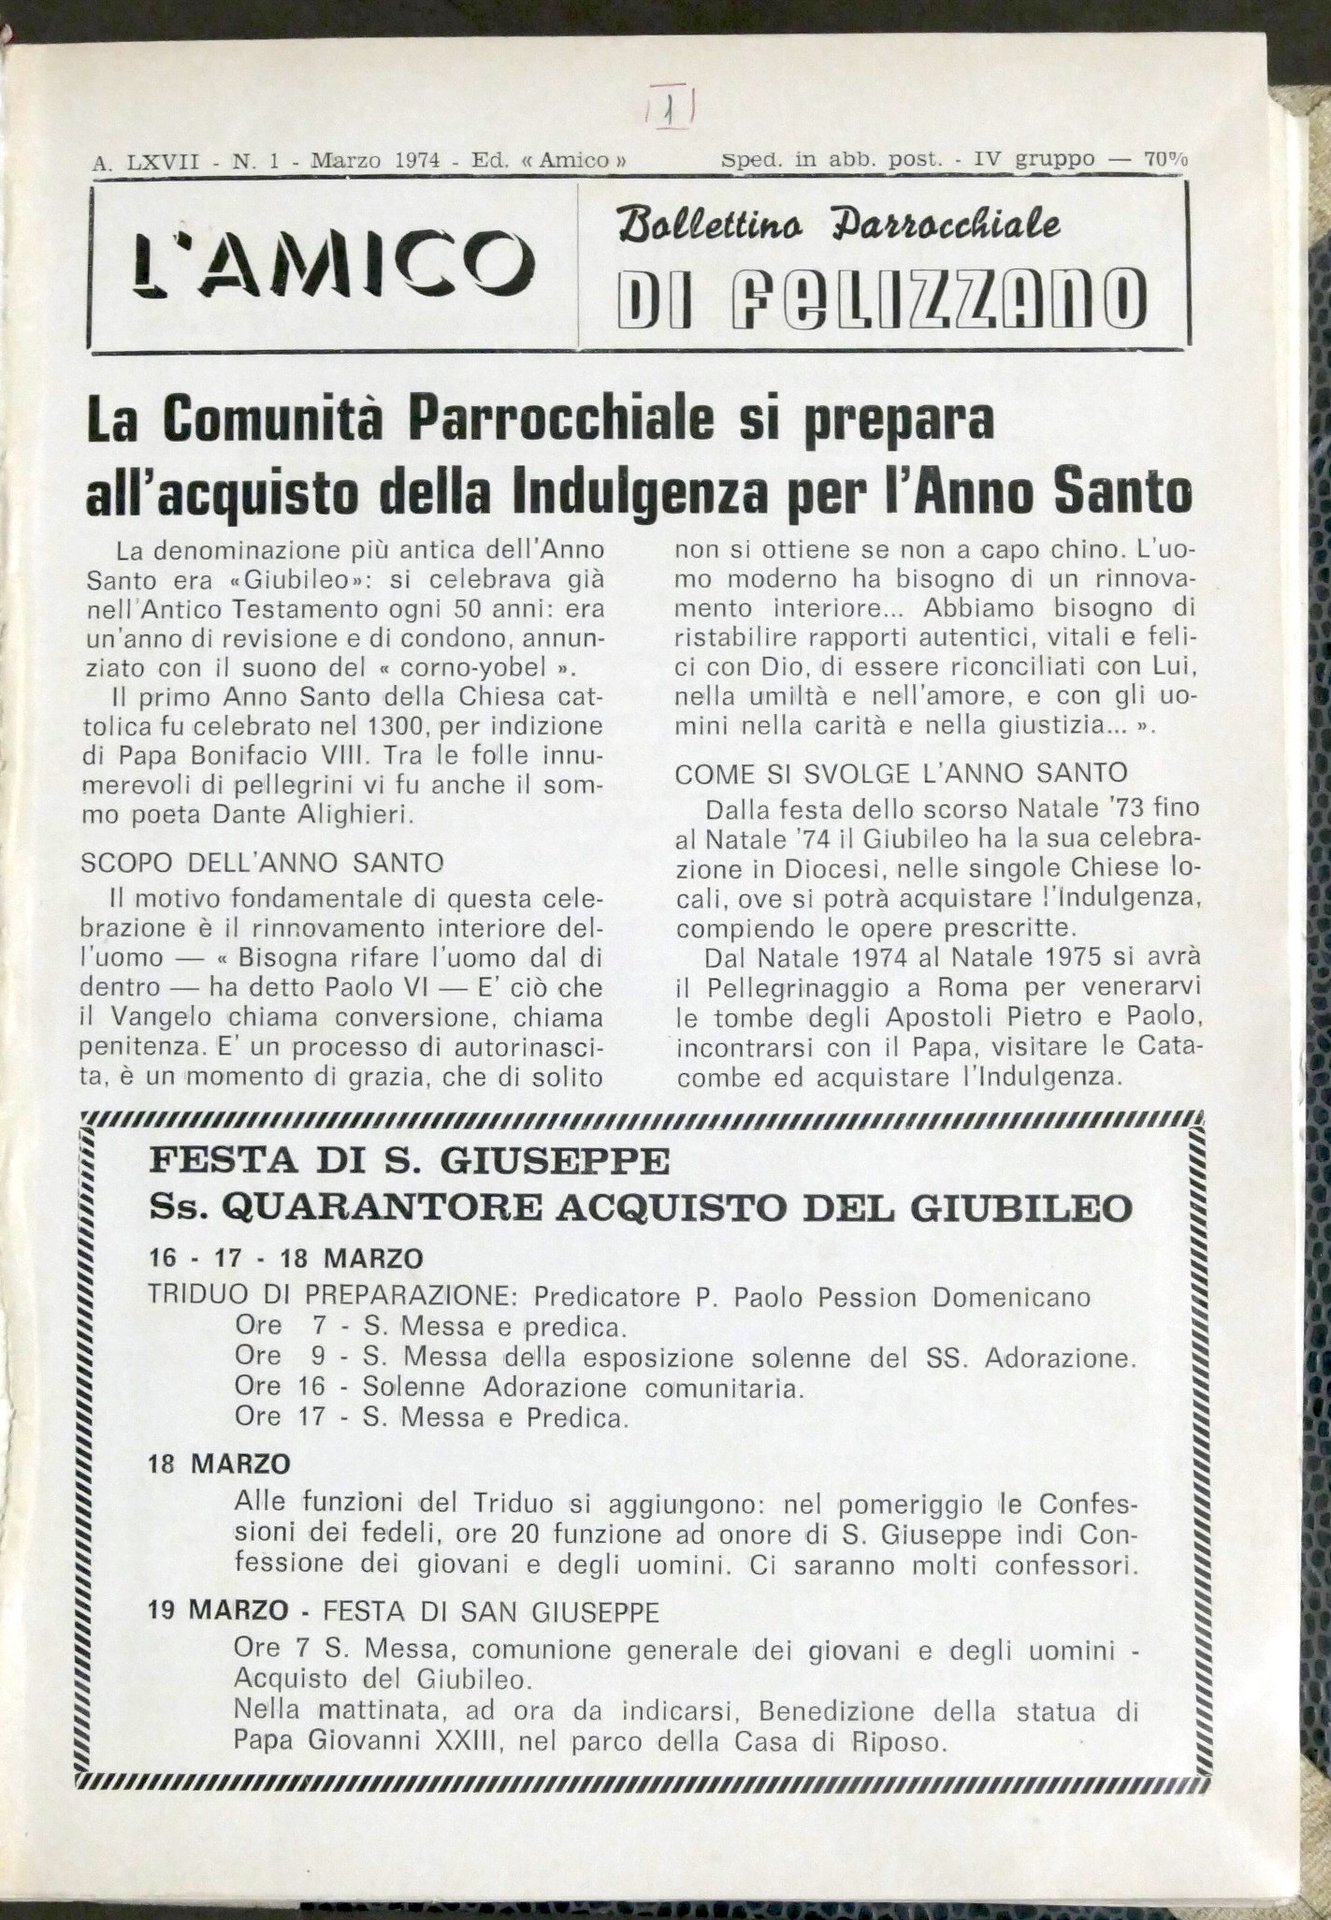 1
A. LXVII - N. 1 - Marzo 1974 - Ed. « Amico »
Sped. in abb. post. - IV gruppo — 70%
L'AMICO
Bollettino Parrocchiale
DI FELIZZANO
La Comunità Parrocchiale si prepara
all'acquisto della Indulgenza per l'Anno Santo
La denominazione più antica dell'Anno
Santo era «Giubileo»: si celebrava già
nell'Antico Testamento ogni 50 anni: era
un'anno di revisione e di condono, annun-
ziato con il suono del « corno-yobel ».
Il primo Anno Santo della Chiesa cat-
tolica fu celebrato nel 1300, per indizione
di Papa Bonifacio VIII. Tra le folle innu-
merevoli di pellegrini vi fu anche il som-
mo poeta Dante Alighieri.
SCOPO DELL'ANNO SANTO
Il motivo fondamentale di questa cele-
brazione è il rinnovamento interiore del-
l'uomo — « Bisogna rifare l'uomo dal di
dentro — ha detto Paolo VI — E' ciò che
il Vangelo chiama conversione, chiama
penitenza. E' un processo di autorinasci-
ta, è un momento di grazia, che di solito
non si ottiene se non a capo chino. L'uo-
mo moderno ha bisogno di un rinnova-
mento interiore... Abbiamo bisogno di
ristabilire rapporti autentici, vitali e feli-
ci con Dio, di essere riconciliati con Lui,
nella umiltà e nell'amore, e con gli uo-
mini nella carità e nella giustizia... ».
COME SI SVOLGE L'ANNO SANTO
Dalla festa dello scorso Natale '73 fino
al Natale '74 il Giubileo ha la sua celebra-
zione in Diocesi, nelle singole Chiese lo-
cali, ove si potrà acquistare l'Indulgenza,
compiendo le opere prescritte.
Dal Natale 1974 al Natale 1975 si avrà
il Pellegrinaggio a Roma per venerarvi
le tombe degli Apostoli Pietro e Paolo,
incontrarsi con il Papa, visitare le Cata-
combe ed acquistare l'Indulgenza.
FESTA DI S. GIUSEPPE
Ss. QUARANTORE ACQUISTO DEL GIUBILEO
16 - 17 - 18 MARZO
TRIDUO DI PREPARAZIONE: Predicatore P. Paolo Pession Domenicano
Ore 7 - S. Messa e predica.
Ore 9 - S. Messa della esposizione solenne del SS. Adorazione.
Ore 16 - Solenne Adorazione comunitaria.
Ore 17 - S. Messa e Predica.
18 MARZO
Alle funzioni del Triduo si aggiungono: nel pomeriggio le Confes-
sioni dei fedeli, ore 20 funzione ad onore di S. Giuseppe indi Con-
fessione dei giovani e degli uomini. Ci saranno molti confessori.
19 MARZO - FESTA DI SAN GIUSEPPE
Ore 7 S. Messa, comunione generale dei giovani e degli uomini -
Acquisto del Giubileo.
Nella mattinata, ad ora da indicarsi, Benedizione della statua di
Papa Giovanni XXIII, nel parco della Casa di Riposo.